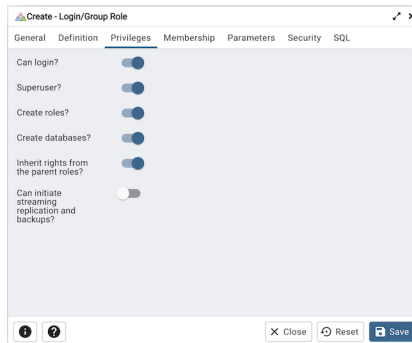 Create - Login/Group Role
General Definition Privileges Membership Parameters Security SQL
Can login?
Superuser?
Create roles?
Create databases?
Inherit rights from
the parent roles?
Can initiate
streaming
replication and
backups?
Close Reset Save